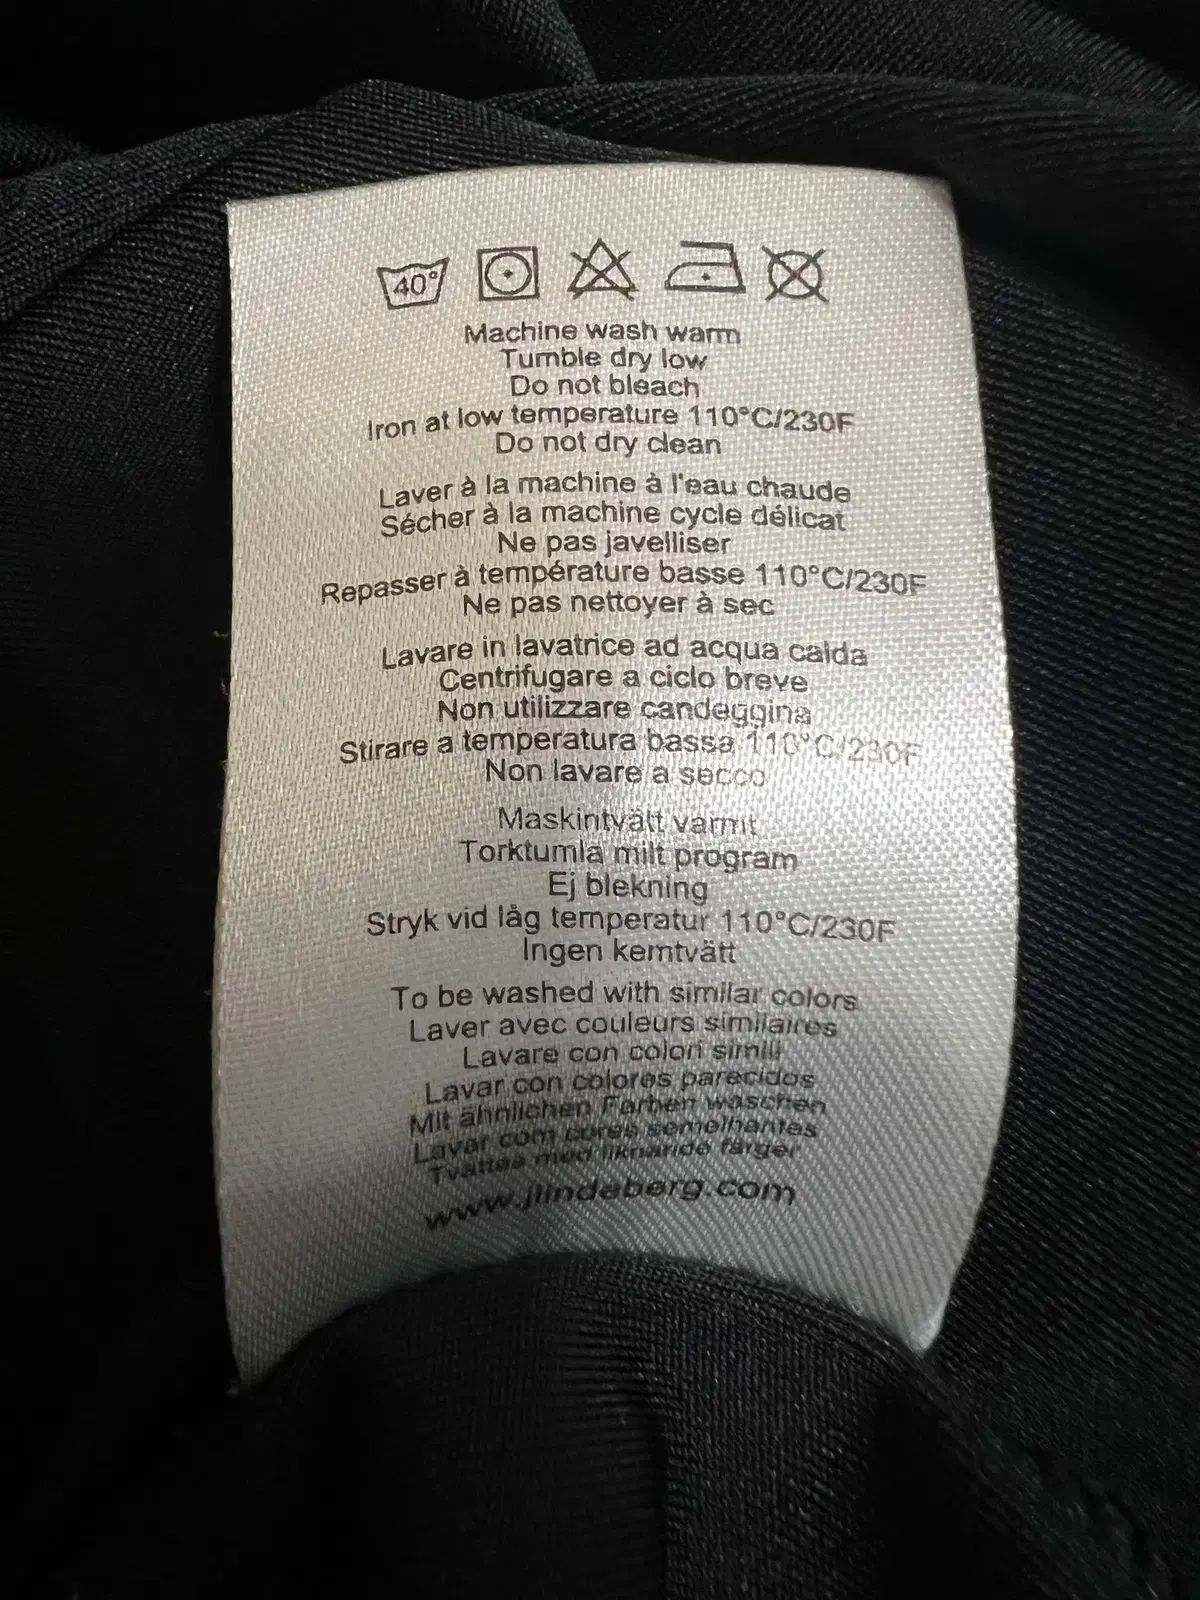 40°
Machine wash warm
Tumble dry low
Do not bleach
Iron at low temperature 110°C/230F
Do not dry clean
Laver à la machine à l'eau chaude
Sécher à la machine cycle délicat
Ne pas javelliser
Repasser à température basse 110°C/230F
Ne pas nettoyer à sec
Lavare in lavatrice ad acqua calda
Centrifugare a ciclo breve
Non utilizzare candeggina
Stirare a temperatura bassa 110°C/230F
Non lavare a secco
Maskintvätt varmt
Torktumla milt program
Ej blekning
Stryk vid låg temperatur 110°C/230F
Ingen kemtvätt
To be washed with similar colors
Laver avec couleurs similaires
Lavare con colori simili
Lavar con colores parecidos
Mit ähnlichen Farben waschen
Lavar com cores semelhantes
Tvättas med liknande färger
www.jlindeberg.com